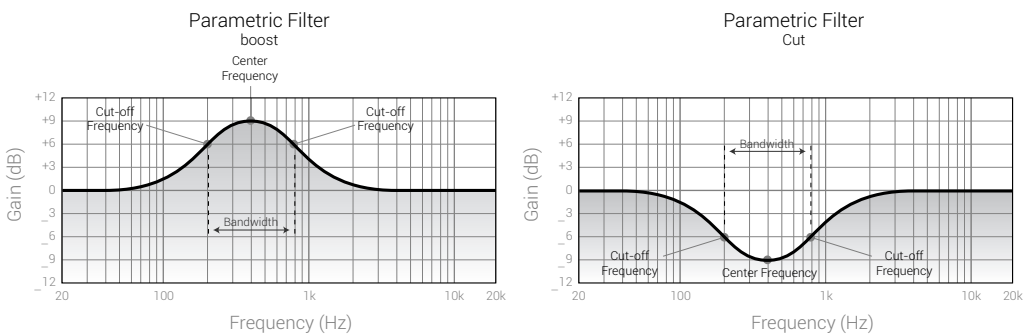 Parametric Filter
boost
Center
Frequency
+12
+9
+6
+3
0
_ 3
_ 6
_ 9
_ 12
Gain (dB)
Cut-off
Frequency
Cut-off
Frequency
Bandwidth
20
100
1k
10k
20k
Frequency (Hz)
Parametric Filter
Cut
+12
+9
+6
+3
0
_ 3
_ 6
_ 9
_ 12
Gain (dB)
Bandwidth
Cut-off
Frequency
Center Frequency
Cut-off
Frequency
20
100
1k
10k
20k
Frequency (Hz)